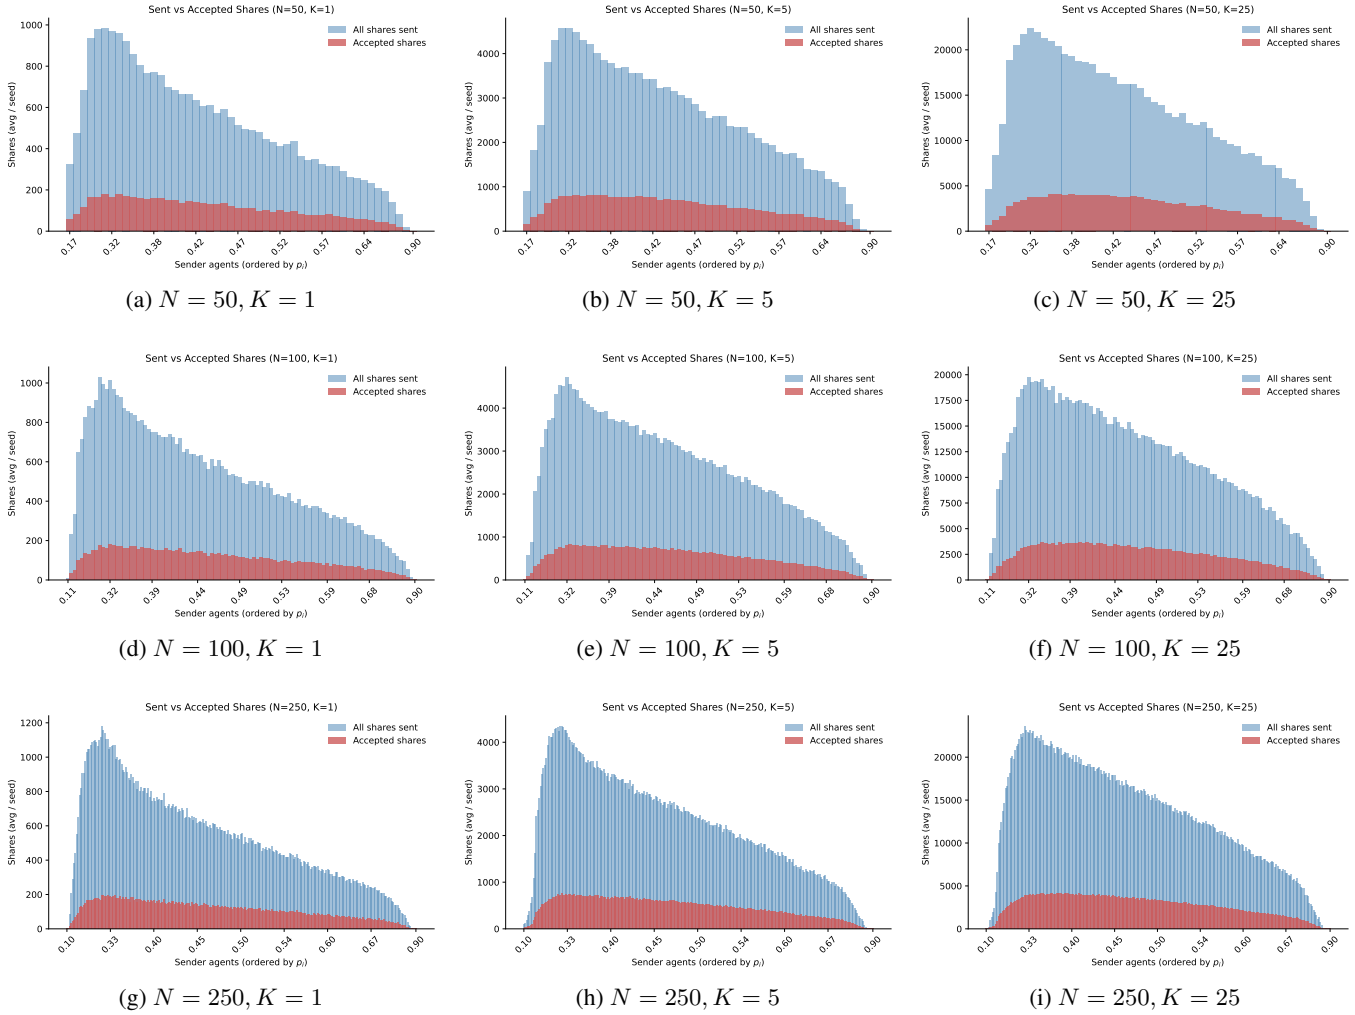 Sent vs Accepted Shares (N=50, K=1)
All shares sent
Accepted shares
Shares (avg / seed)
1000
800
600
400
200
0
0.17 0.32 0.38 0.42 0.47 0.52 0.57 0.64 0.90
Sender agents (ordered by p_i)
(a) N = 50, K = 1
Sent vs Accepted Shares (N=50, K=5)
All shares sent
Accepted shares
Shares (avg / seed)
4000
3000
2000
1000
0
0.17 0.32 0.38 0.42 0.47 0.52 0.57 0.64 0.90
Sender agents (ordered by p_i)
(b) N = 50, K = 5
Sent vs Accepted Shares (N=50, K=25)
All shares sent
Accepted shares
Shares (avg / seed)
20000
15000
10000
5000
0
0.17 0.32 0.38 0.42 0.47 0.52 0.57 0.64 0.90
Sender agents (ordered by p_i)
(c) N = 50, K = 25
Sent vs Accepted Shares (N=100, K=1)
All shares sent
Accepted shares
Shares (avg / seed)
1000
800
600
400
200
0
0.11 0.32 0.39 0.44 0.49 0.53 0.59 0.68 0.90
Sender agents (ordered by p_i)
(d) N = 100, K = 1
Sent vs Accepted Shares (N=100, K=5)
All shares sent
Accepted shares
Shares (avg / seed)
4000
3000
2000
1000
0
0.11 0.32 0.39 0.44 0.49 0.53 0.59 0.68 0.90
Sender agents (ordered by p_i)
(e) N = 100, K = 5
Sent vs Accepted Shares (N=100, K=25)
All shares sent
Accepted shares
Shares (avg / seed)
20000
17500
15000
12500
10000
7500
5000
2500
0
0.11 0.32 0.39 0.44 0.49 0.53 0.59 0.68 0.90
Sender agents (ordered by p_i)
(f) N = 100, K = 25
Sent vs Accepted Shares (N=250, K=1)
All shares sent
Accepted shares
Shares (avg / seed)
1200
1000
800
600
400
200
0
0.10 0.33 0.40 0.45 0.50 0.54 0.60 0.67 0.90
Sender agents (ordered by p_i)
(g) N = 250, K = 1
Sent vs Accepted Shares (N=250, K=5)
All shares sent
Accepted shares
Shares (avg / seed)
4000
3000
2000
1000
0
0.10 0.33 0.40 0.45 0.50 0.54 0.60 0.67 0.90
Sender agents (ordered by p_i)
(h) N = 250, K = 5
Sent vs Accepted Shares (N=250, K=25)
All shares sent
Accepted shares
Shares (avg / seed)
20000
15000
10000
5000
0
0.10 0.33 0.40 0.45 0.50 0.54 0.60 0.67 0.90
Sender agents (ordered by p_i)
(i) N = 250, K = 25